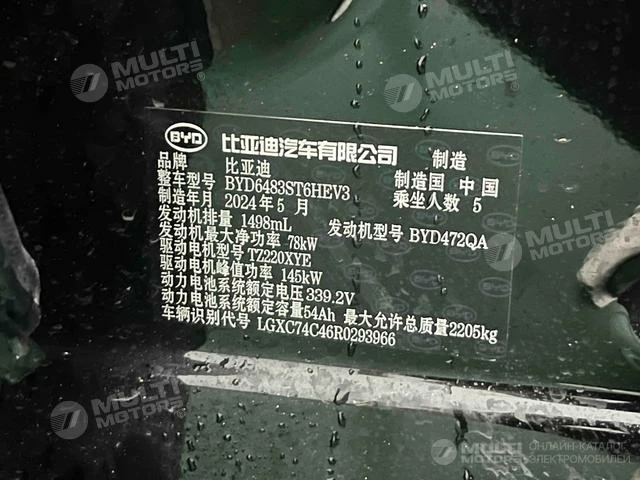 MULTI MOTORS
MULTI MOTORS
BYD 比亚迪汽车有限公司 制造
品牌 比亚迪 制造国 中国
整车型号 BYD6483ST6HEV3 乘坐人数 5
制造年月 2024年5月
发动机排量 1498mL 发动机型号 BYD472QA
发动机最大净功率 78kW
驱动电机型号 TZ220XYE
驱动电机峰值功率 145kW
动力电池系统额定电压 339.2V
动力电池系统额定容量54Ah 最大允许总质量2205kg
车辆识别代号 LGXC74C46R0293966
MULTI MOTORS
MULTI MOTORS
MULTI MOTORS
MULTI MOTORS ОНЛАЙН-КАТАЛОГ ЭЛЕКТРОМОБИЛЕЙ